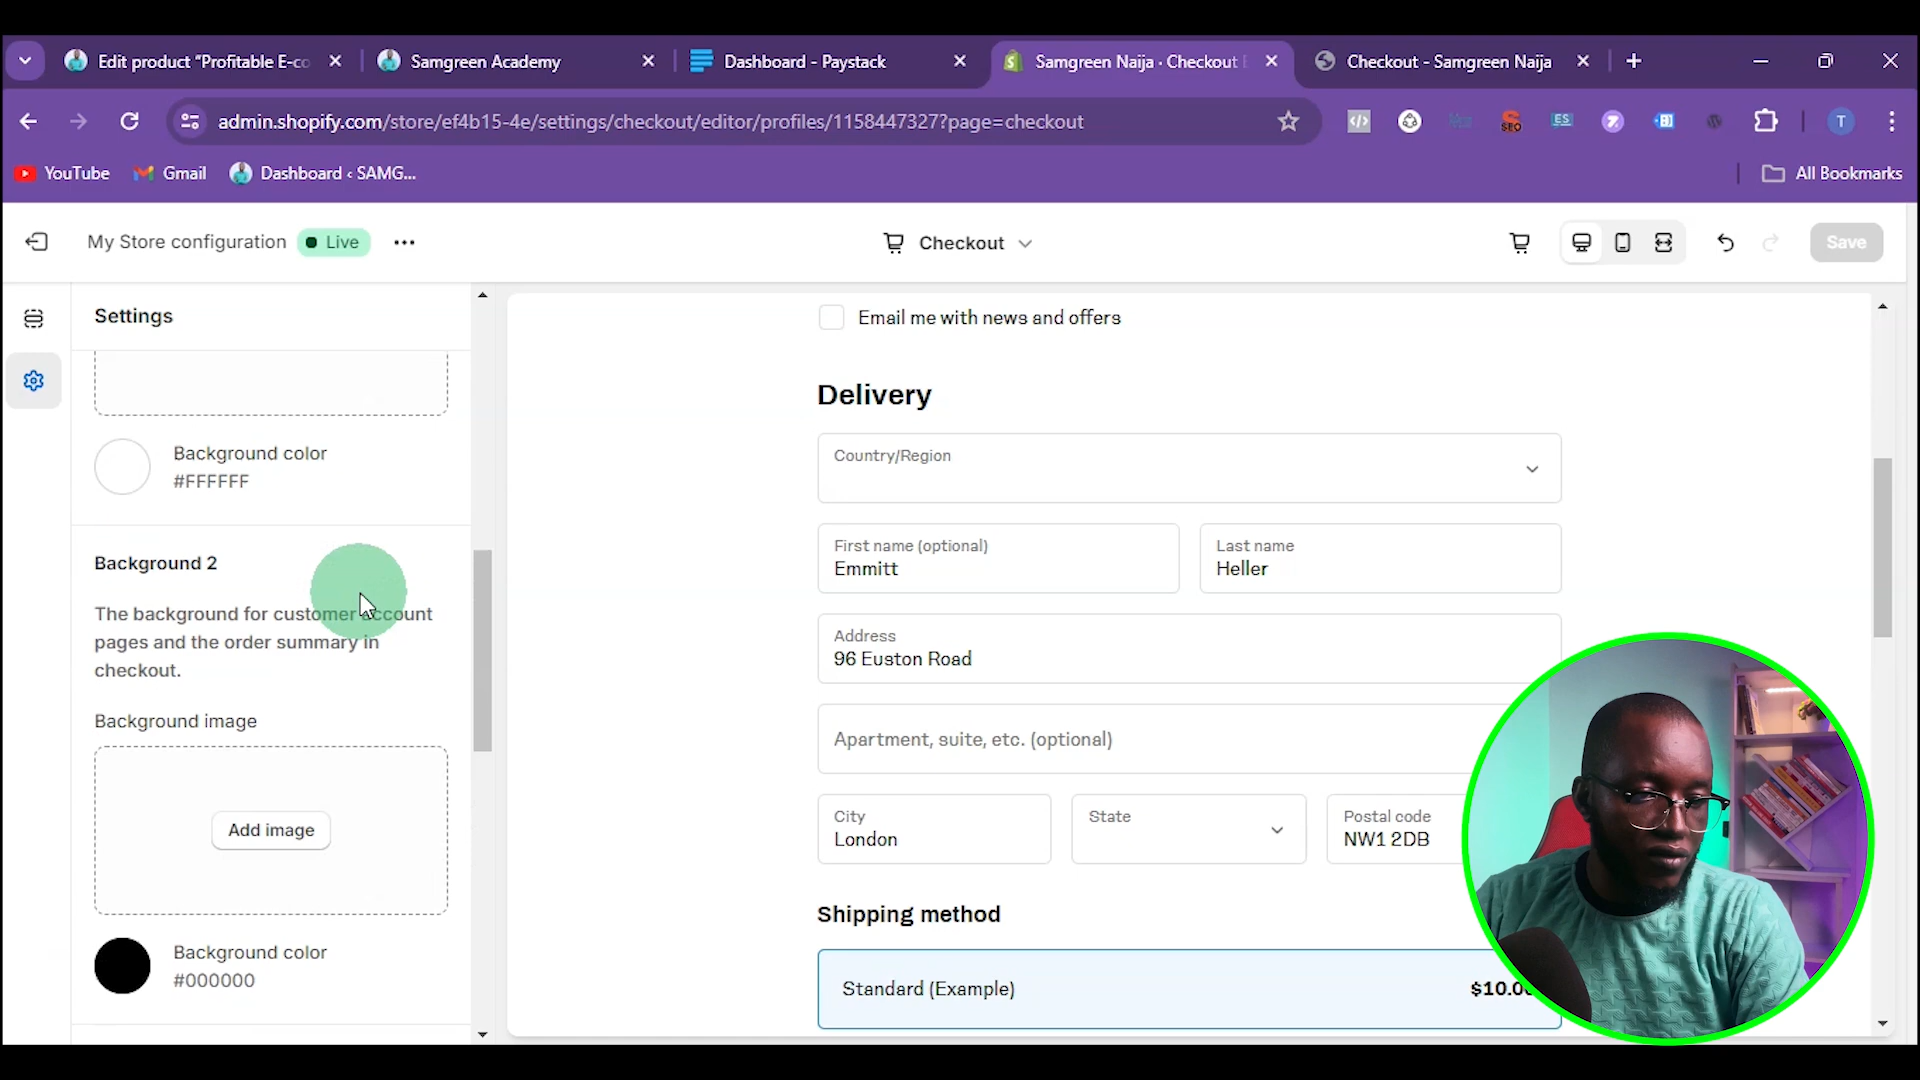 Edit product “Profitable E-co
Samgreen Academy
Dashboard - Paystack
Samgreen Naija · Checkout
Checkout - Samgreen Naija
admin.shopify.com/store/ef4b15-4e/settings/checkout/editor/profiles/1158447327?page=checkout
SEO
ES
T
YouTube
Gmail
Dashboard ‹ SAMG...
All Bookmarks
My Store configuration
Live
Checkout
Save
Settings
Background color
#FFFFFF
Background 2
The background for customer account
pages and the order summary in
checkout.
Background image
Add image
Background color
#000000
Email me with news and offers
Delivery
Country/Region
First name (optional)
Emmitt
Last name
Heller
Address
96 Euston Road
Apartment, suite, etc. (optional)
City
London
State
Postal code
NW1 2DB
Shipping method
Standard (Example)
$10.00